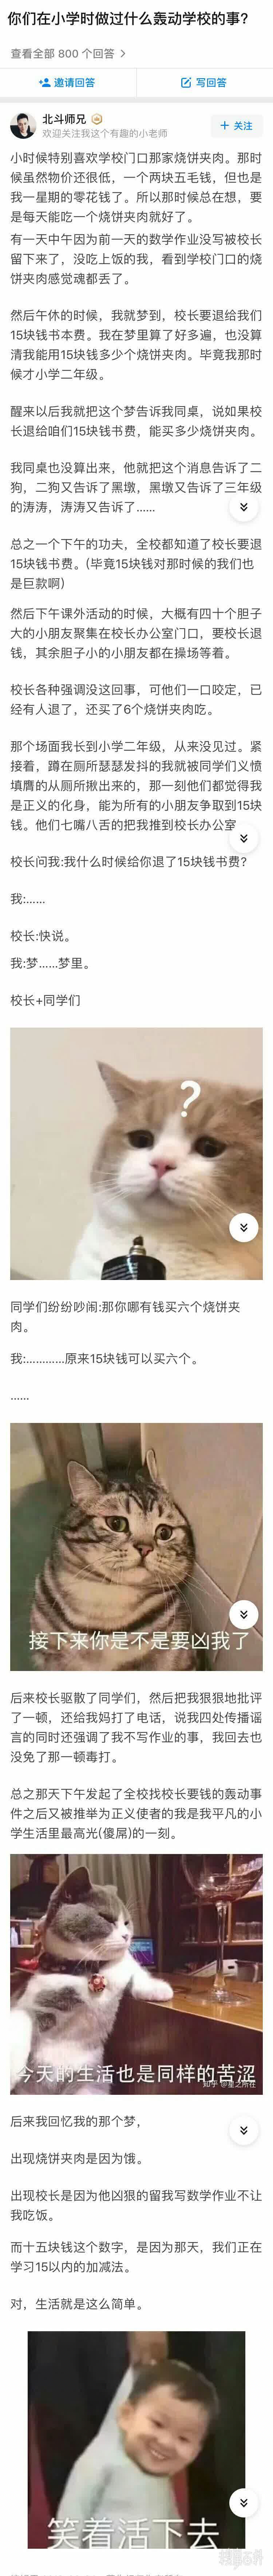 你们在小学时做过什么轰动学校的事?
查看全部 800 个回答 >
邀请回答
写回答
北斗师兄
欢迎关注我这个有趣的小老师
+ 关注
小时候特别喜欢学校门口那家烧饼夹肉。那时
候虽然物价还很低，一个两块五毛钱，但也是
我一星期的零花钱了。所以那时候总在想，要
是每天能吃一个烧饼夹肉就好了。
有一天中午因为前一天的数学作业没写被校长
留下来了，没吃上饭的我，看到学校门口的烧
饼夹肉感觉魂都丢了。
然后午休的时候，我就梦到，校长要退给我们
15块钱书本费。我在梦里算了好多遍，也没算
清我能用15块钱多少个烧饼夹肉。毕竟我那时
候才小学二年级。
醒来以后我就把这个梦告诉我同桌，说如果校
长退给咱们15块钱书费，能买多少烧饼夹肉。
我同桌也没算出来，他就把这个消息告诉了二
狗，二狗又告诉了黑墩，黑墩又告诉了三年级
的涛涛，涛涛又告诉了......
总之一个下午的功夫，全校都知道了校长要退
15块钱书费。(毕竟15块钱对那时候的我们也
是巨款啊)
然后下午课外活动的时候，大概有四十个胆子
大的小朋友聚集在校长办公室门口，要校长退
钱，其余胆子小的小朋友都在操场等着。
校长各种强调没这回事，可他们一口咬定，已
经有人退了，还买了6个烧饼夹肉吃。
那个场面我长到小学二年级，从来没见过。紧
接着，蹲在厕所瑟瑟发抖的我就被同学们义愤
填膺的从厕所揪出来的，那一刻他们都觉得我
是正义的化身，能为所有的小朋友争取到15块
钱。他们七嘴八舌的把我推到校长办公室
校长问我:我什么时候给你退了15块钱书费?
我:......
校长:快说。
我:梦......梦里。
校长+同学们
?
同学们纷纷吵闹:那你哪有钱买六个烧饼夹
肉。
我:............原来15块钱可以买六个。
......
接下来你是不是要凶我了
后来校长驱散了同学们，然后把我狠狠地批评
了一顿，还给我妈打了电话，说我四处传播谣
言的同时还强调了我不写作业的事，我回去也
没免了那一顿毒打。
总之那天下午发起了全校找校长要钱的轰动事
件之后又被推举为正义使者的我是我平凡的小
学生活里最高光(傻屌)的一刻。
今天的生活也是同样的苦涩
知乎 @星之所在
后来我回忆我的那个梦，
出现烧饼夹肉是因为饿。
出现校长是因为他凶狠的留我写数学作业不让
我吃饭。
而十五块钱这个数字，是因为那天，我们正在
学习15以内的加减法。
对，生活就是这么简单。
笑着活下去